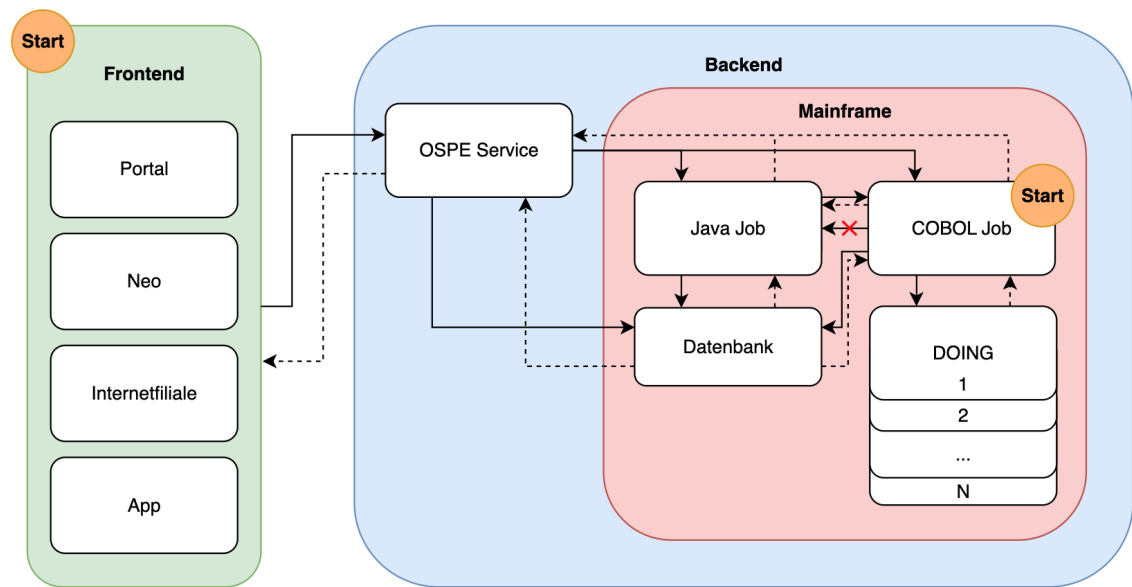 Start
Frontend
Portal
Neo
Internetfiliale
App
Backend
OSPE Service
Mainframe
Java Job
Start
COBOL Job
Datenbank
DOING
1
2
...
N